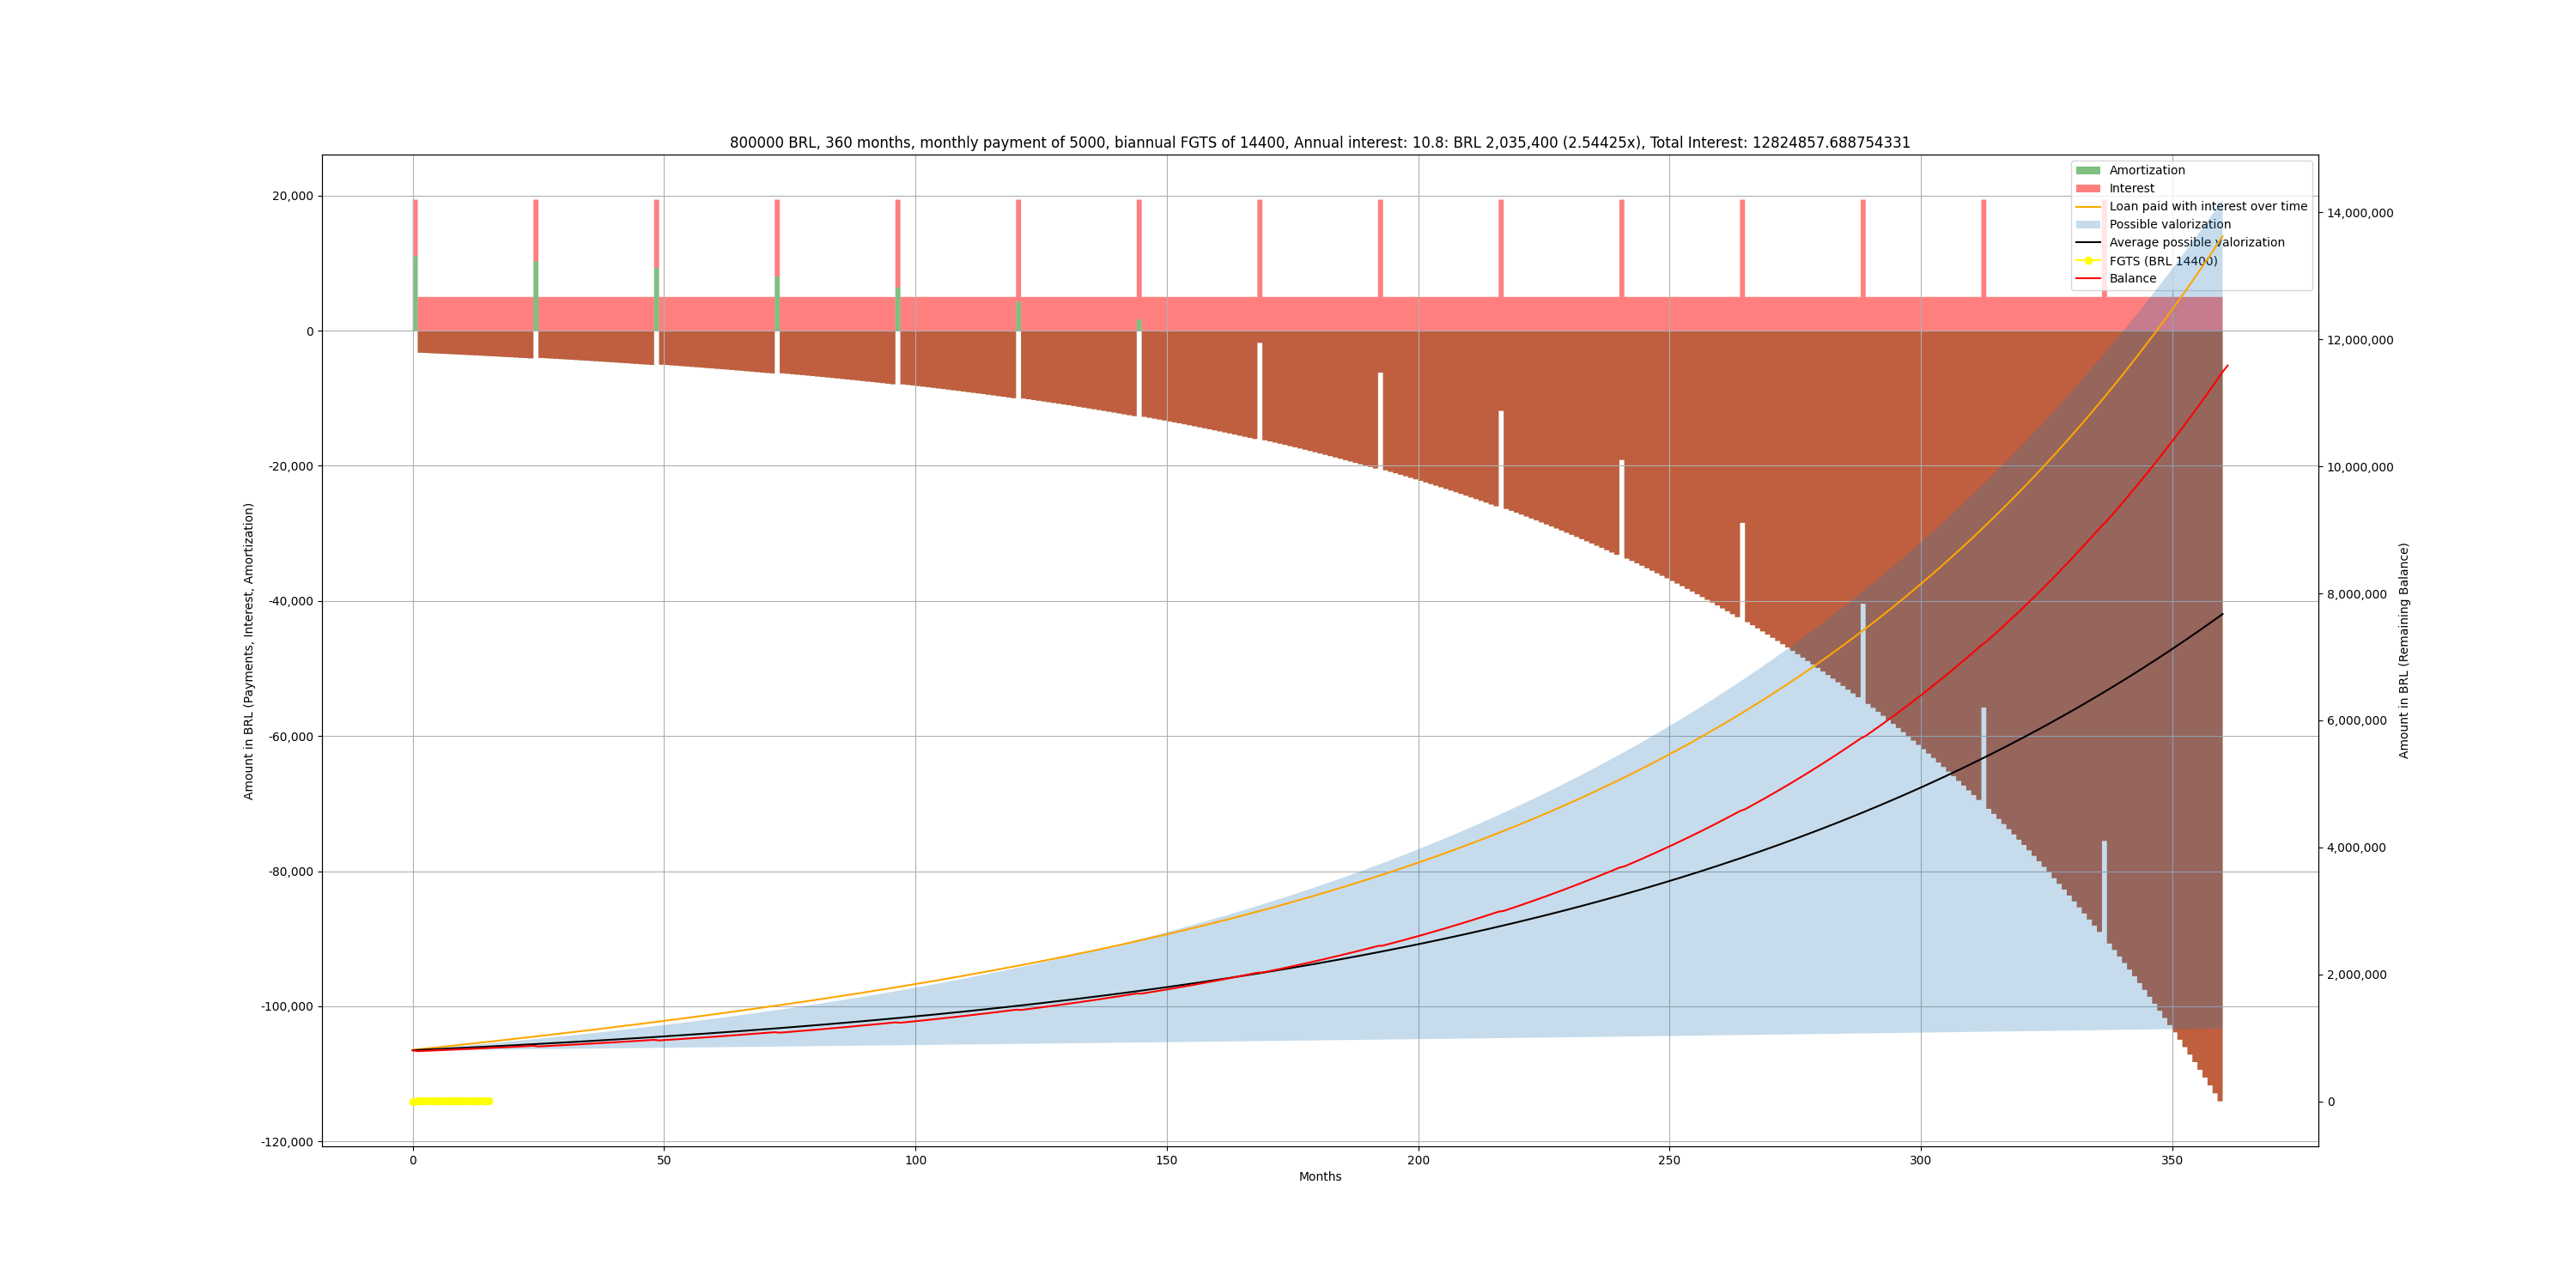 800000 BRL, 360 months, monthly payment of 5000, biannual FGTS of 14400, Annual interest: 10.8: BRL 2,035,400 (2.54425x), Total Interest: 12824857.688754331
Amortization
Interest
Loan paid with interest over time
Possible valorization
Average possible valorization
FGTS (BRL 14400)
Balance
20,000
0
-20,000
-40,000
-60,000
-80,000
-100,000
-120,000
Amount in BRL (Payments, Interest, Amortization)
14,000,000
12,000,000
10,000,000
8,000,000
6,000,000
4,000,000
2,000,000
0
Amount in BRL (Remaining Balance)
0
50
100
150
200
250
300
350
Months